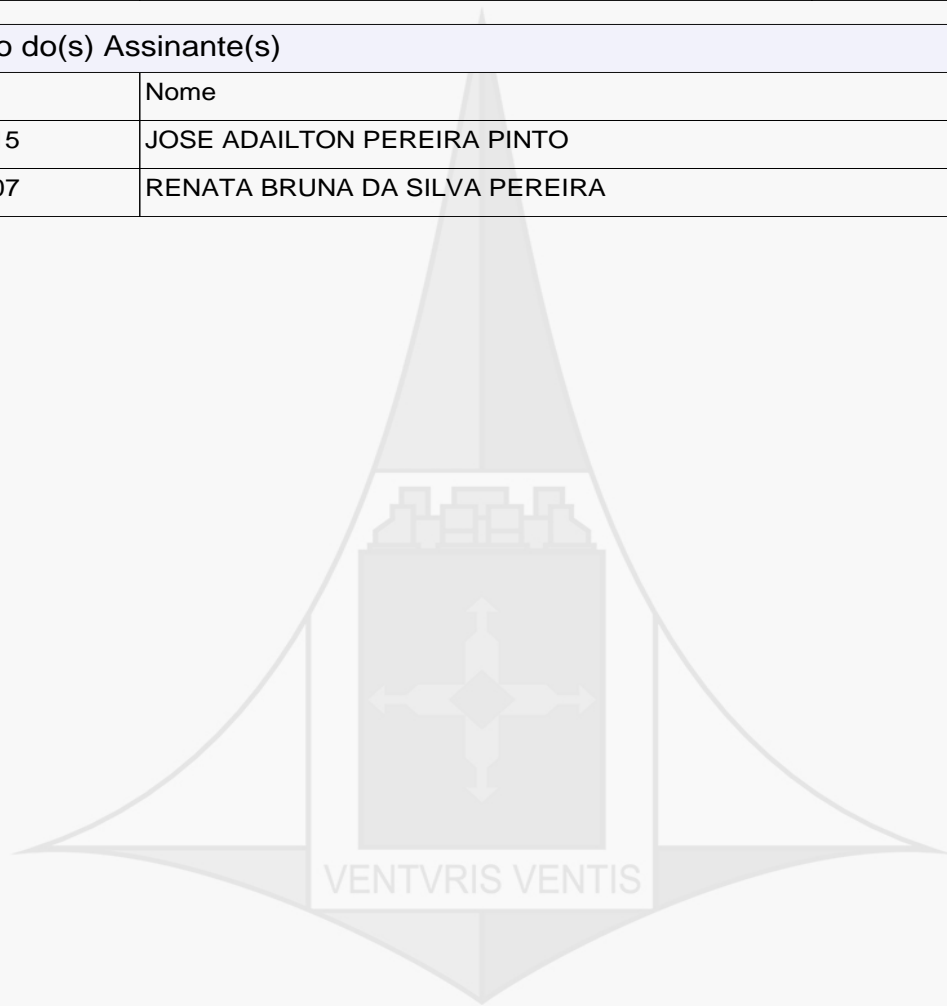 o do(s) Assinante(s)
Nome
5 JOSE ADAILTON PEREIRA PINTO
07 RENATA BRUNA DA SILVA PEREIRA
VENTVRIS VENTIS